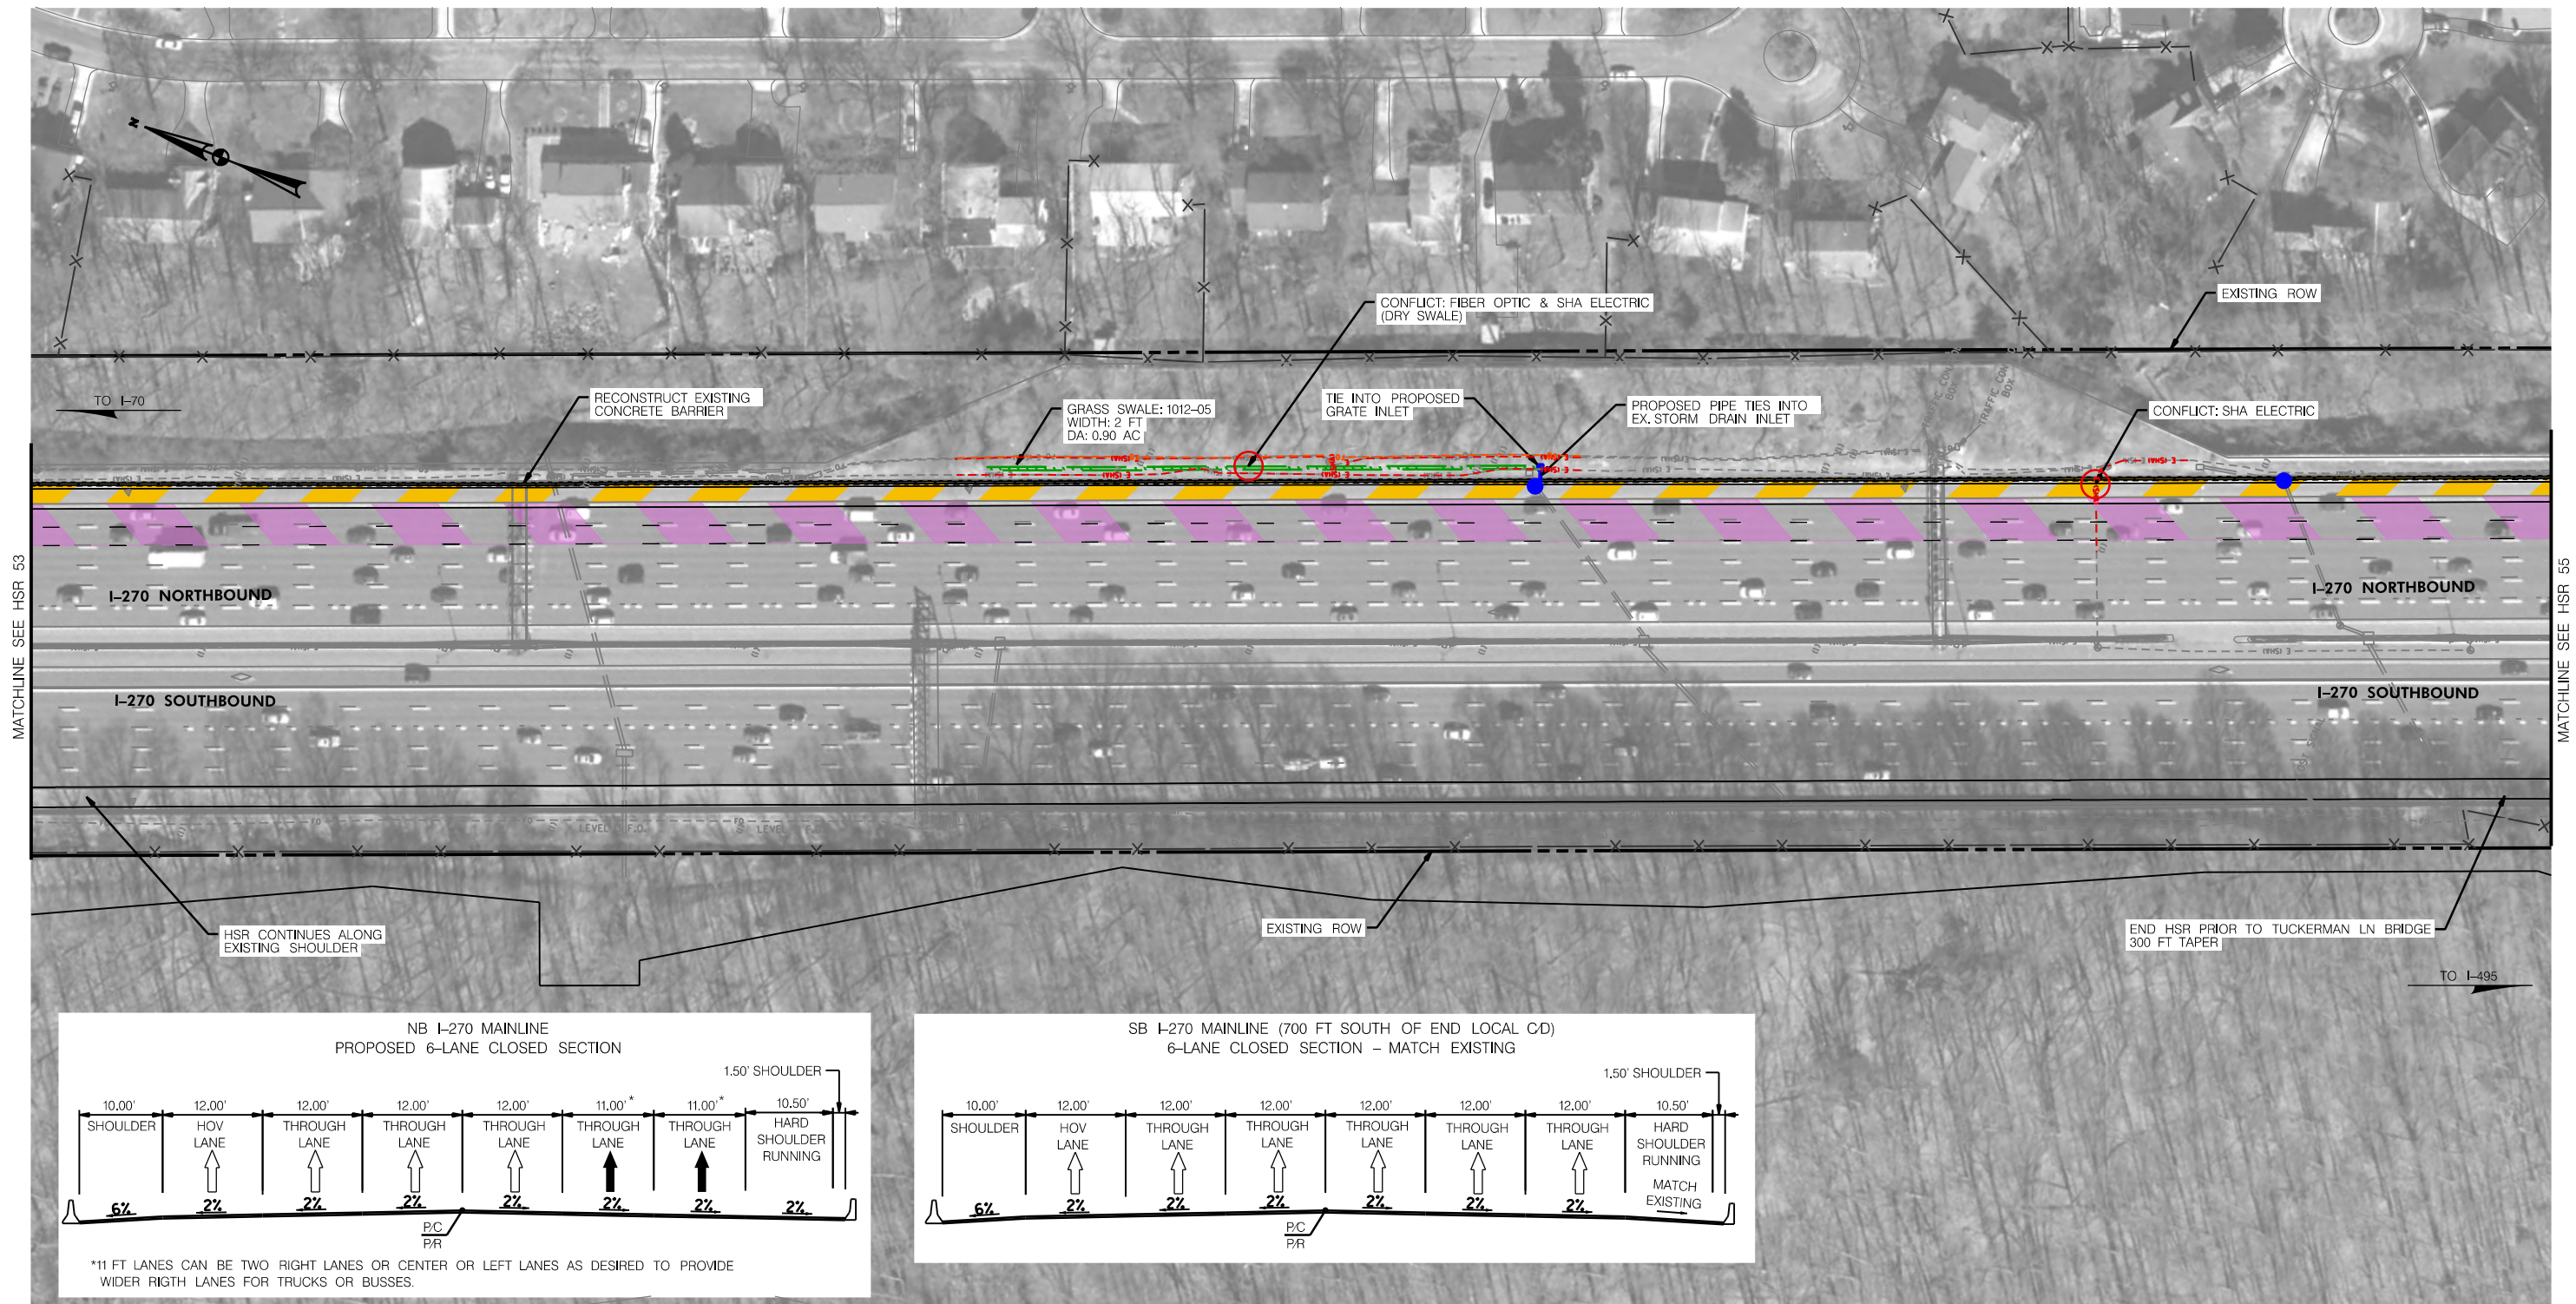 N
CONFLICT: FIBER OPTIC & SHA ELECTRIC
(DRY SWALE)
EXISTING ROW
TO I-70
RECONSTRUCT EXISTING
CONCRETE BARRIER
GRASS SWALE: 1012-05
WIDTH: 2 FT
DA: 0.90 AC
TIE INTO PROPOSED
GRATE INLET
PROPOSED PIPE TIES INTO
EX. STORM DRAIN INLET
CONFLICT: SHA ELECTRIC
MATCHLINE SEE HSR 53
MATCHLINE SEE HSR 55
I-270 NORTHBOUND
I-270 NORTHBOUND
I-270 SOUTHBOUND
I-270 SOUTHBOUND
E (SHA)
LEVEL 3 F.O.
HSR CONTINUES ALONG
EXISTING SHOULDER
EXISTING ROW
END HSR PRIOR TO TUCKERMAN LN BRIDGE
300 FT TAPER
TO I-495
NB I-270 MAINLINE
PROPOSED 6-LANE CLOSED SECTION
1.50' SHOULDER
10.00' 12.00' 12.00' 12.00' 12.00' 11.00' * 11.00' * 10.50'
SHOULDER HOV LANE THROUGH LANE THROUGH LANE THROUGH LANE THROUGH LANE THROUGH LANE HARD SHOULDER RUNNING
6% 2% 2% 2% 2% 2% 2% 2%
P/C
P/R
*11 FT LANES CAN BE TWO RIGHT LANES OR CENTER OR LEFT LANES AS DESIRED TO PROVIDE
WIDER RIGTH LANES FOR TRUCKS OR BUSSES.
SB I-270 MAINLINE (700 FT SOUTH OF END LOCAL C/D)
6-LANE CLOSED SECTION - MATCH EXISTING
1.50' SHOULDER
10.00' 12.00' 12.00' 12.00' 12.00' 12.00' 12.00' 10.50'
SHOULDER HOV LANE THROUGH LANE THROUGH LANE THROUGH LANE THROUGH LANE THROUGH LANE HARD SHOULDER RUNNING
MATCH
EXISTING
6% 2% 2% 2% 2% 2% 2%
P/C
P/R